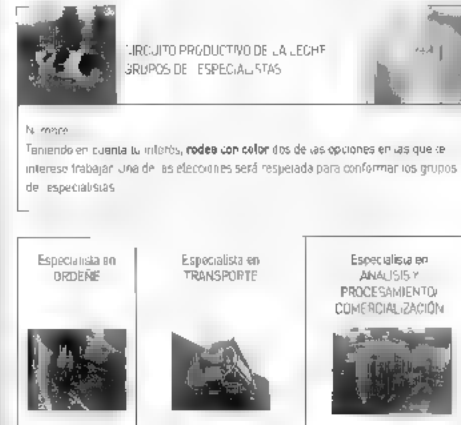 CIRCUITO PRODUCTIVO DE LA LECHE
GRUPOS DE ESPECIALISTAS
Nombre
Teniendo en cuenta tu interés, rodea con color dos de las opciones en las que te
interese trabajar. Una de las elecciones será respetada para conformar los grupos
de especialistas
Especialista en
ORDEÑE
Especialista en
TRANSPORTE
Especialista en
ANÁLISIS Y
PROCESAMIENTO/
COMERCIALIZACIÓN